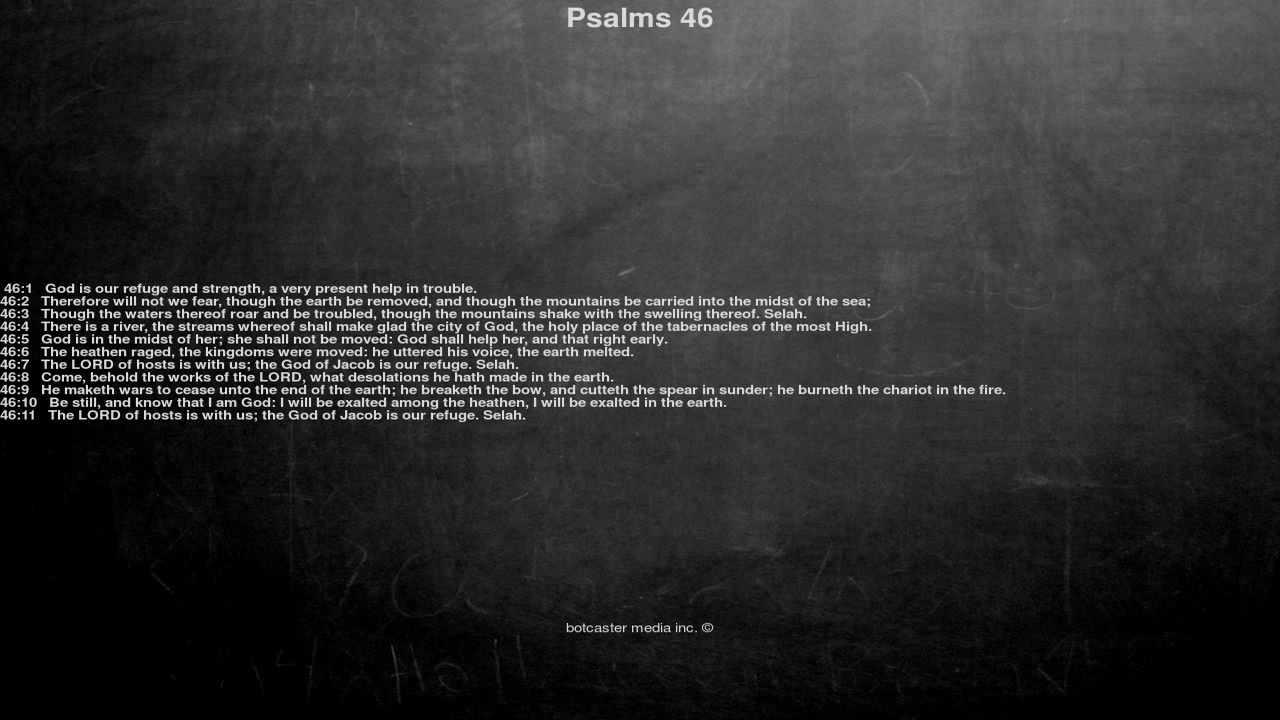 Psalms 46
46:1 God is our refuge and strength, a very present help in trouble.
46:2 Therefore will not we fear, though the earth be removed, and though the mountains be carried into the midst of the sea;
46:3 Though the waters thereof roar and be troubled, though the mountains shake with the swelling thereof. Selah.
46:4 There is a river, the streams whereof shall make glad the city of God, the holy place of the tabernacles of the most High.
46:5 God is in the midst of her; she shall not be moved: God shall help her, and that right early.
46:6 The heathen raged, the kingdoms were moved: he uttered his voice, the earth melted.
46:7 The LORD of hosts is with us; the God of Jacob is our refuge. Selah.
46:8 Come, behold the works of the LORD, what desolations he hath made in the earth.
46:9 He maketh wars to cease unto the end of the earth; he breaketh the bow, and cutteth the spear in sunder; he burneth the chariot in the fire.
46:10 Be still, and know that I am God: I will be exalted among the heathen, I will be exalted in the earth.
46:11 The LORD of hosts is with us; the God of Jacob is our refuge. Selah.
botcaster media inc. ©